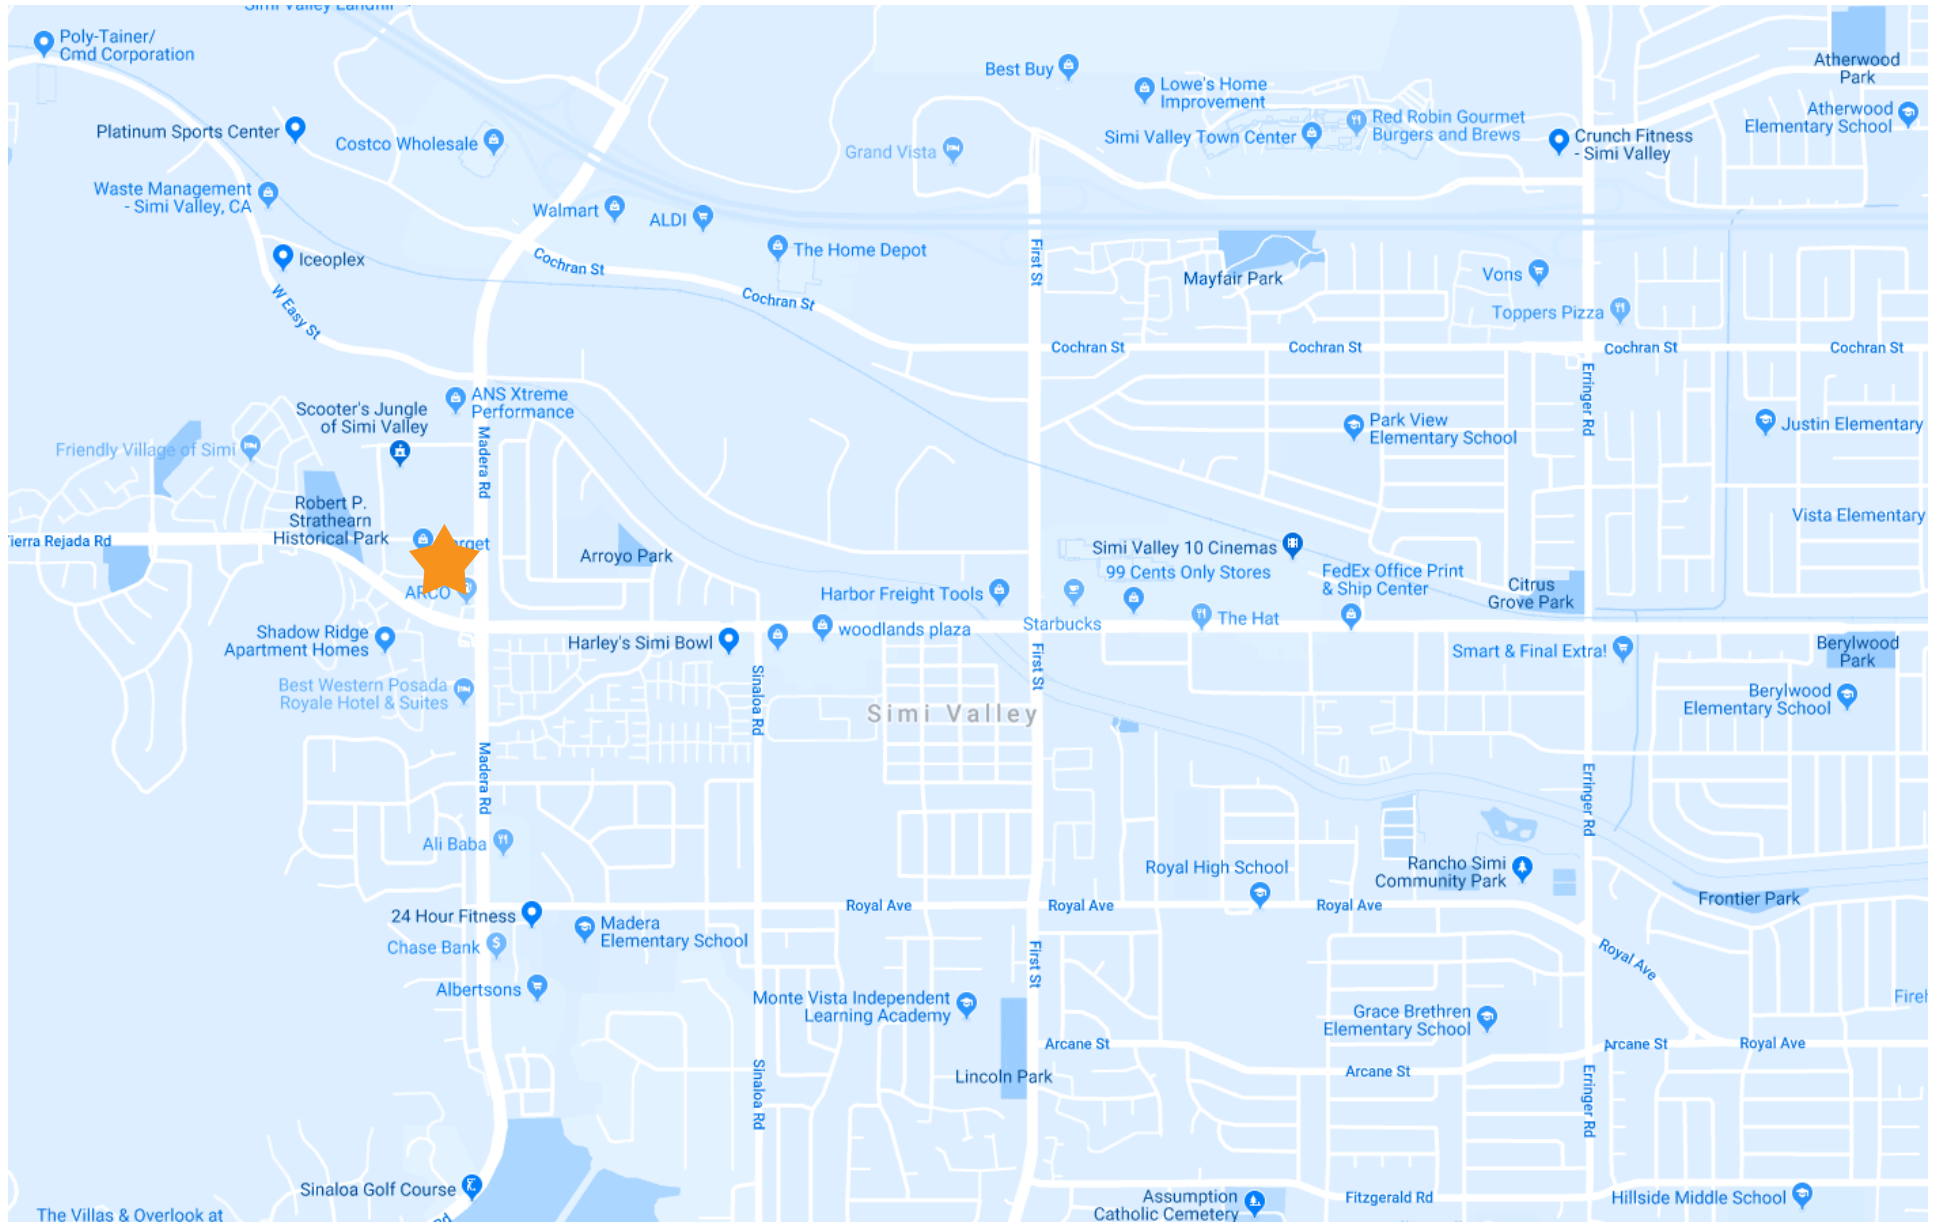 Simi Valley Landfill
Poly-Tainer/
Cmd Corporation
Best Buy
Lowe's Home
Improvement
Atherwood
Park
Platinum Sports Center
Costco Wholesale
Grand Vista
Simi Valley Town Center
Red Robin Gourmet
Burgers and Brews
Crunch Fitness
- Simi Valley
Atherwood
Elementary School
Waste Management
- Simi Valley, CA
Walmart
ALDI
The Home Depot
Iceoplex
Cochran St
Cochran St
First St
Mayfair Park
Vons
Toppers Pizza
W Easy St
Cochran St
Cochran St
Cochran St
Cochran St
Erringer Rd
ANS Xtreme
Performance
Scooter's Jungle
of Simi Valley
Madera Rd
Friendly Village of Simi
Park View
Elementary School
Justin Elementary
Robert P.
Strathearn
Historical Park
Vista Elementary
ierra Rejada Rd
arget
Arroyo Park
Simi Valley 10 Cinemas
99 Cents Only Stores
FedEx Office Print
& Ship Center
Citrus
Grove Park
ARCO
Harbor Freight Tools
Starbucks
The Hat
Shadow Ridge
Apartment Homes
Harley's Simi Bowl
woodlands plaza
First St
Smart & Final Extra!
Berylwood
Park
Best Western Posada
Royale Hotel & Suites
Sinaloa Rd
Simi Valley
Berylwood
Elementary School
Madera Rd
Erringer Rd
Ali Baba
Royal High School
Rancho Simi
Community Park
Frontier Park
24 Hour Fitness
Royal Ave
Royal Ave
Royal Ave
Madera
Elementary School
Chase Bank
First St
Royal Ave
Albertsons
Monte Vista Independent
Learning Academy
Grace Brethren
Elementary School
Fireh
Arcane St
Arcane St
Royal Ave
Arcane St
Lincoln Park
Sinaloa Rd
Erringer Rd
Sinaloa Golf Course
Assumption
Catholic Cemetery
Fitzgerald Rd
Hillside Middle School
The Villas & Overlook at
Rd